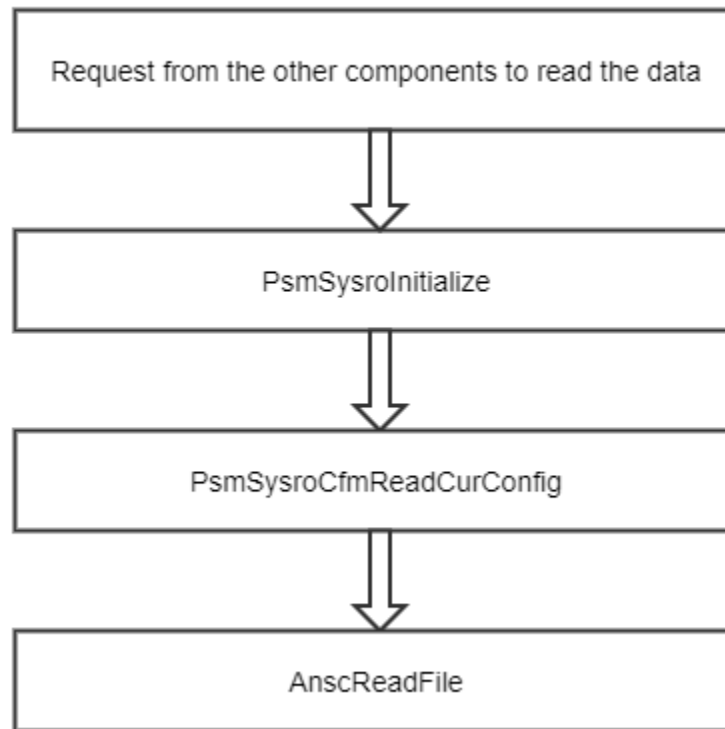 Request from the other components to read the data
PsmSysroInitialize
PsmSysroCfmReadCurConfig
AnscReadFile